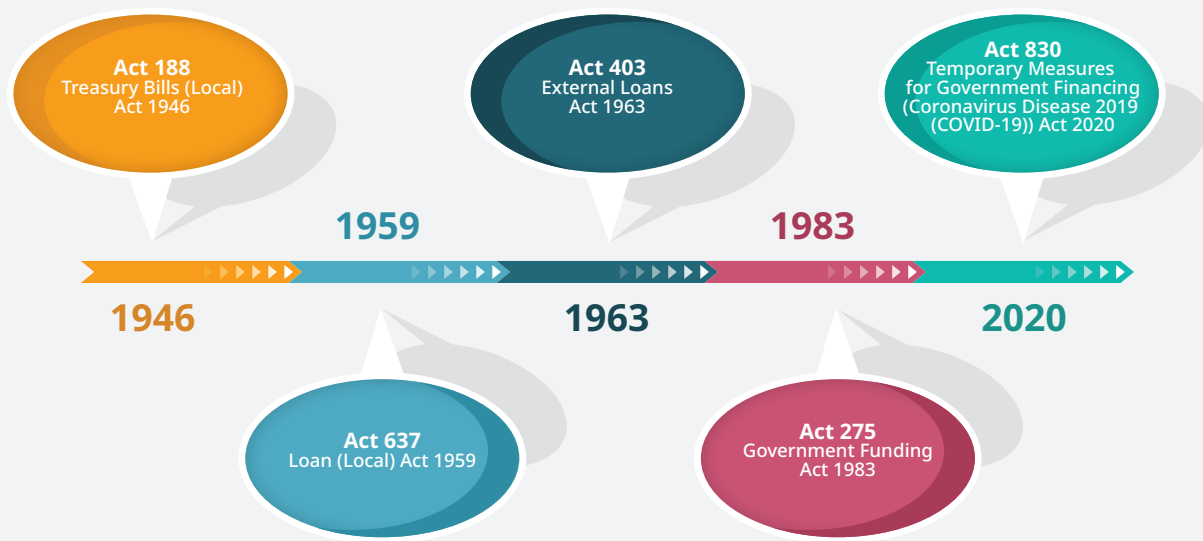 Act 188
Treasury Bills (Local)
Act 1946
Act 403
External Loans
Act 1963
Act 830
Temporary Measures
for Government Financing
(Coronavirus Disease 2019
(COVID-19)) Act 2020
1959
1983
1946
1963
2020
Act 637
Loan (Local) Act 1959
Act 275
Government Funding
Act 1983